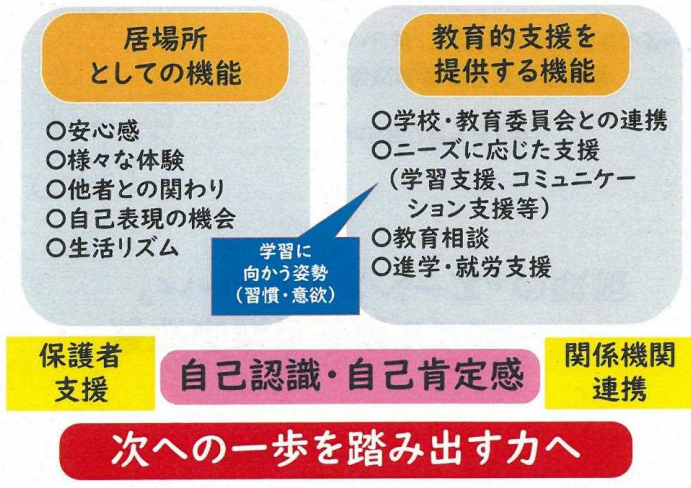 居場所
としての機能
○安心感
○様々な体験
○他者との関わり
○自己表現の機会
○生活リズム
教育的支援を
提供する機能
○学校・教育委員会との連携
○ニーズに応じた支援
（学習支援、コミュニケー
ション支援等）
○教育相談
○進学・就労支援
学習に
向かう姿勢
（習慣・意欲）
保護者
支援
自己認識・自己肯定感
関係機関
連携
次への一歩を踏み出す力へ